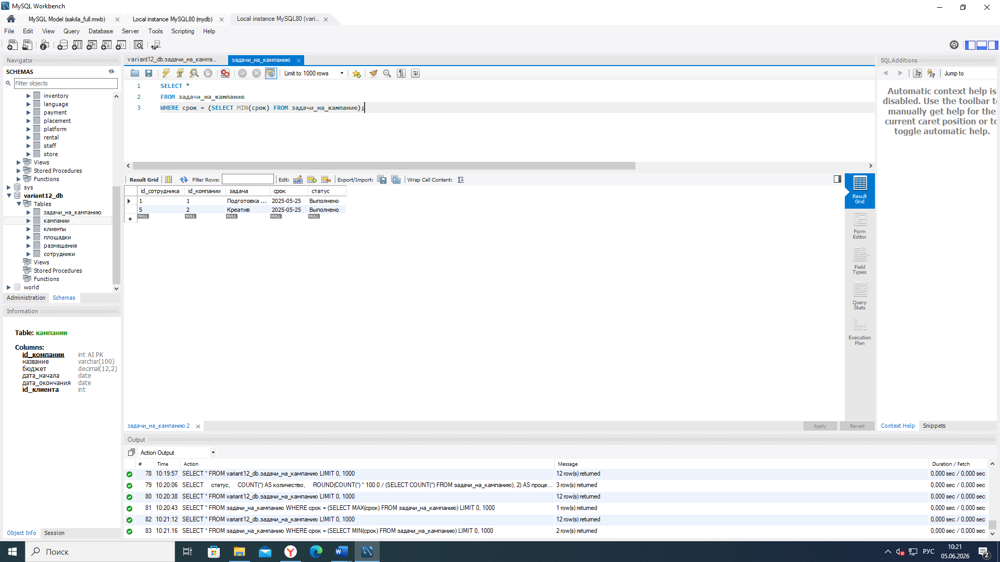 MySQL Workbench
MySQL Model (sakila_full.mwb)
Local instance MySQL80 (mydb)
Local instance MySQL80 (vari...
File Edit View Query Database Server Tools Scripting Help
Navigator
SCHEMAS
Filter objects
inventory
language
payment
placement
platform
rental
staff
store
Views
Stored Procedures
Functions
sys
variant12_db
Tables
задачи_на_кампанию
кампании
клиенты
площадки
размещения
сотрудники
Views
Stored Procedures
Functions
world
Administration Schemas
Information
Table: кампании
Columns:
id_компании int AI PK
название varchar(100)
бюджет decimal(12,2)
дата_начала date
дата_окончания date
id_клиента int
Object Info Session
variant12_db.задачи_на_кампа...
задачи_на_кампанию
Limit to 1000 rows
1 SELECT *
2 FROM задачи_на_кампанию
3 WHERE срок = (SELECT MIN(срок) FROM задачи_на_кампанию);
Result Grid Filter Rows: Edit: Export/Import: Wrap Cell Content:
id_сотрудника id_компании задача срок статус
1 1 Подготовка ... 2025-05-25 Выполнено
5 2 Креатив 2025-05-25 Выполнено
NULL NULL NULL NULL NULL
Result Grid
Form Editor
Field Types
Query Stats
Execution Plan
задачи_на_кампанию 2
Apply Revert
SQLAdditions
Jump to
Automatic context help is
disabled. Use the toolbar to
manually get help for the
current caret position or to
toggle automatic help.
Context Help Snippets
Output
Action Output
# Time Action Message Duration / Fetch
78 10:19:57 SELECT * FROM variant12_db.задачи_на_кампанию LIMIT 0, 1000 12 row(s) returned 0,000 sec / 0,000 sec
79 10:20:06 SELECT статус, COUNT(*) AS количество, ROUND(COUNT(*) * 100.0 / (SELECT COUNT(*) FROM задачи_на_кампанию), 2) AS проце... 3 row(s) returned 0,000 sec / 0,000 sec
80 10:20:38 SELECT * FROM variant12_db.задачи_на_кампанию LIMIT 0, 1000 12 row(s) returned 0,000 sec / 0,000 sec
81 10:20:43 SELECT * FROM задачи_на_кампанию WHERE срок = (SELECT MAX(срок) FROM задачи_на_кампанию) LIMIT 0, 1000 1 row(s) returned 0,000 sec / 0,000 sec
82 10:21:12 SELECT * FROM variant12_db.задачи_на_кампанию LIMIT 0, 1000 12 row(s) returned 0,000 sec / 0,000 sec
83 10:21:16 SELECT * FROM задачи_на_кампанию WHERE срок = (SELECT MIN(срок) FROM задачи_на_кампанию) LIMIT 0, 1000 2 row(s) returned 0,000 sec / 0,000 sec
Поиск
РУС
10:21
05.06.2026
2